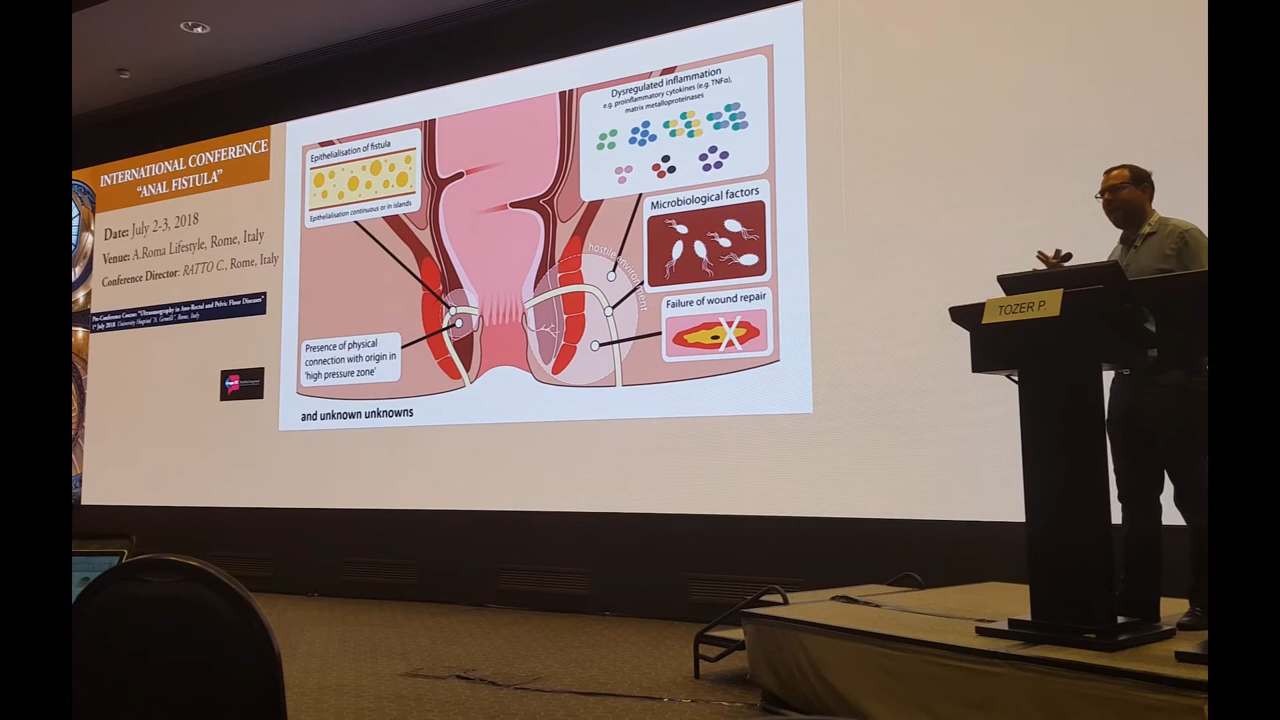 INTERNATIONAL CONFERENCE
“ANAL FISTULA”
Date: July 2-3, 2018
Venue: A.Roma Lifestyle, Rome, Italy
Conference Director: RATTO C., Rome, Italy
Pre-Conference Course: "Ultrasonography in Ano-Rectal and Pelvic Floor Diseases"
1st July 2018 University Hospital "A. Gemelli", Rome, Italy
Epithelialisation of fistula
Epithelialisation continuous or in islands
Presence of physical
connection with origin in
'high pressure zone'
and unknown unknowns
Dysregulated inflammation
e.g. proinflammatory cytokines (e.g. TNFα),
matrix metalloproteinases
Microbiological factors
hostile environment
Failure of wound repair
X
TOZER P.